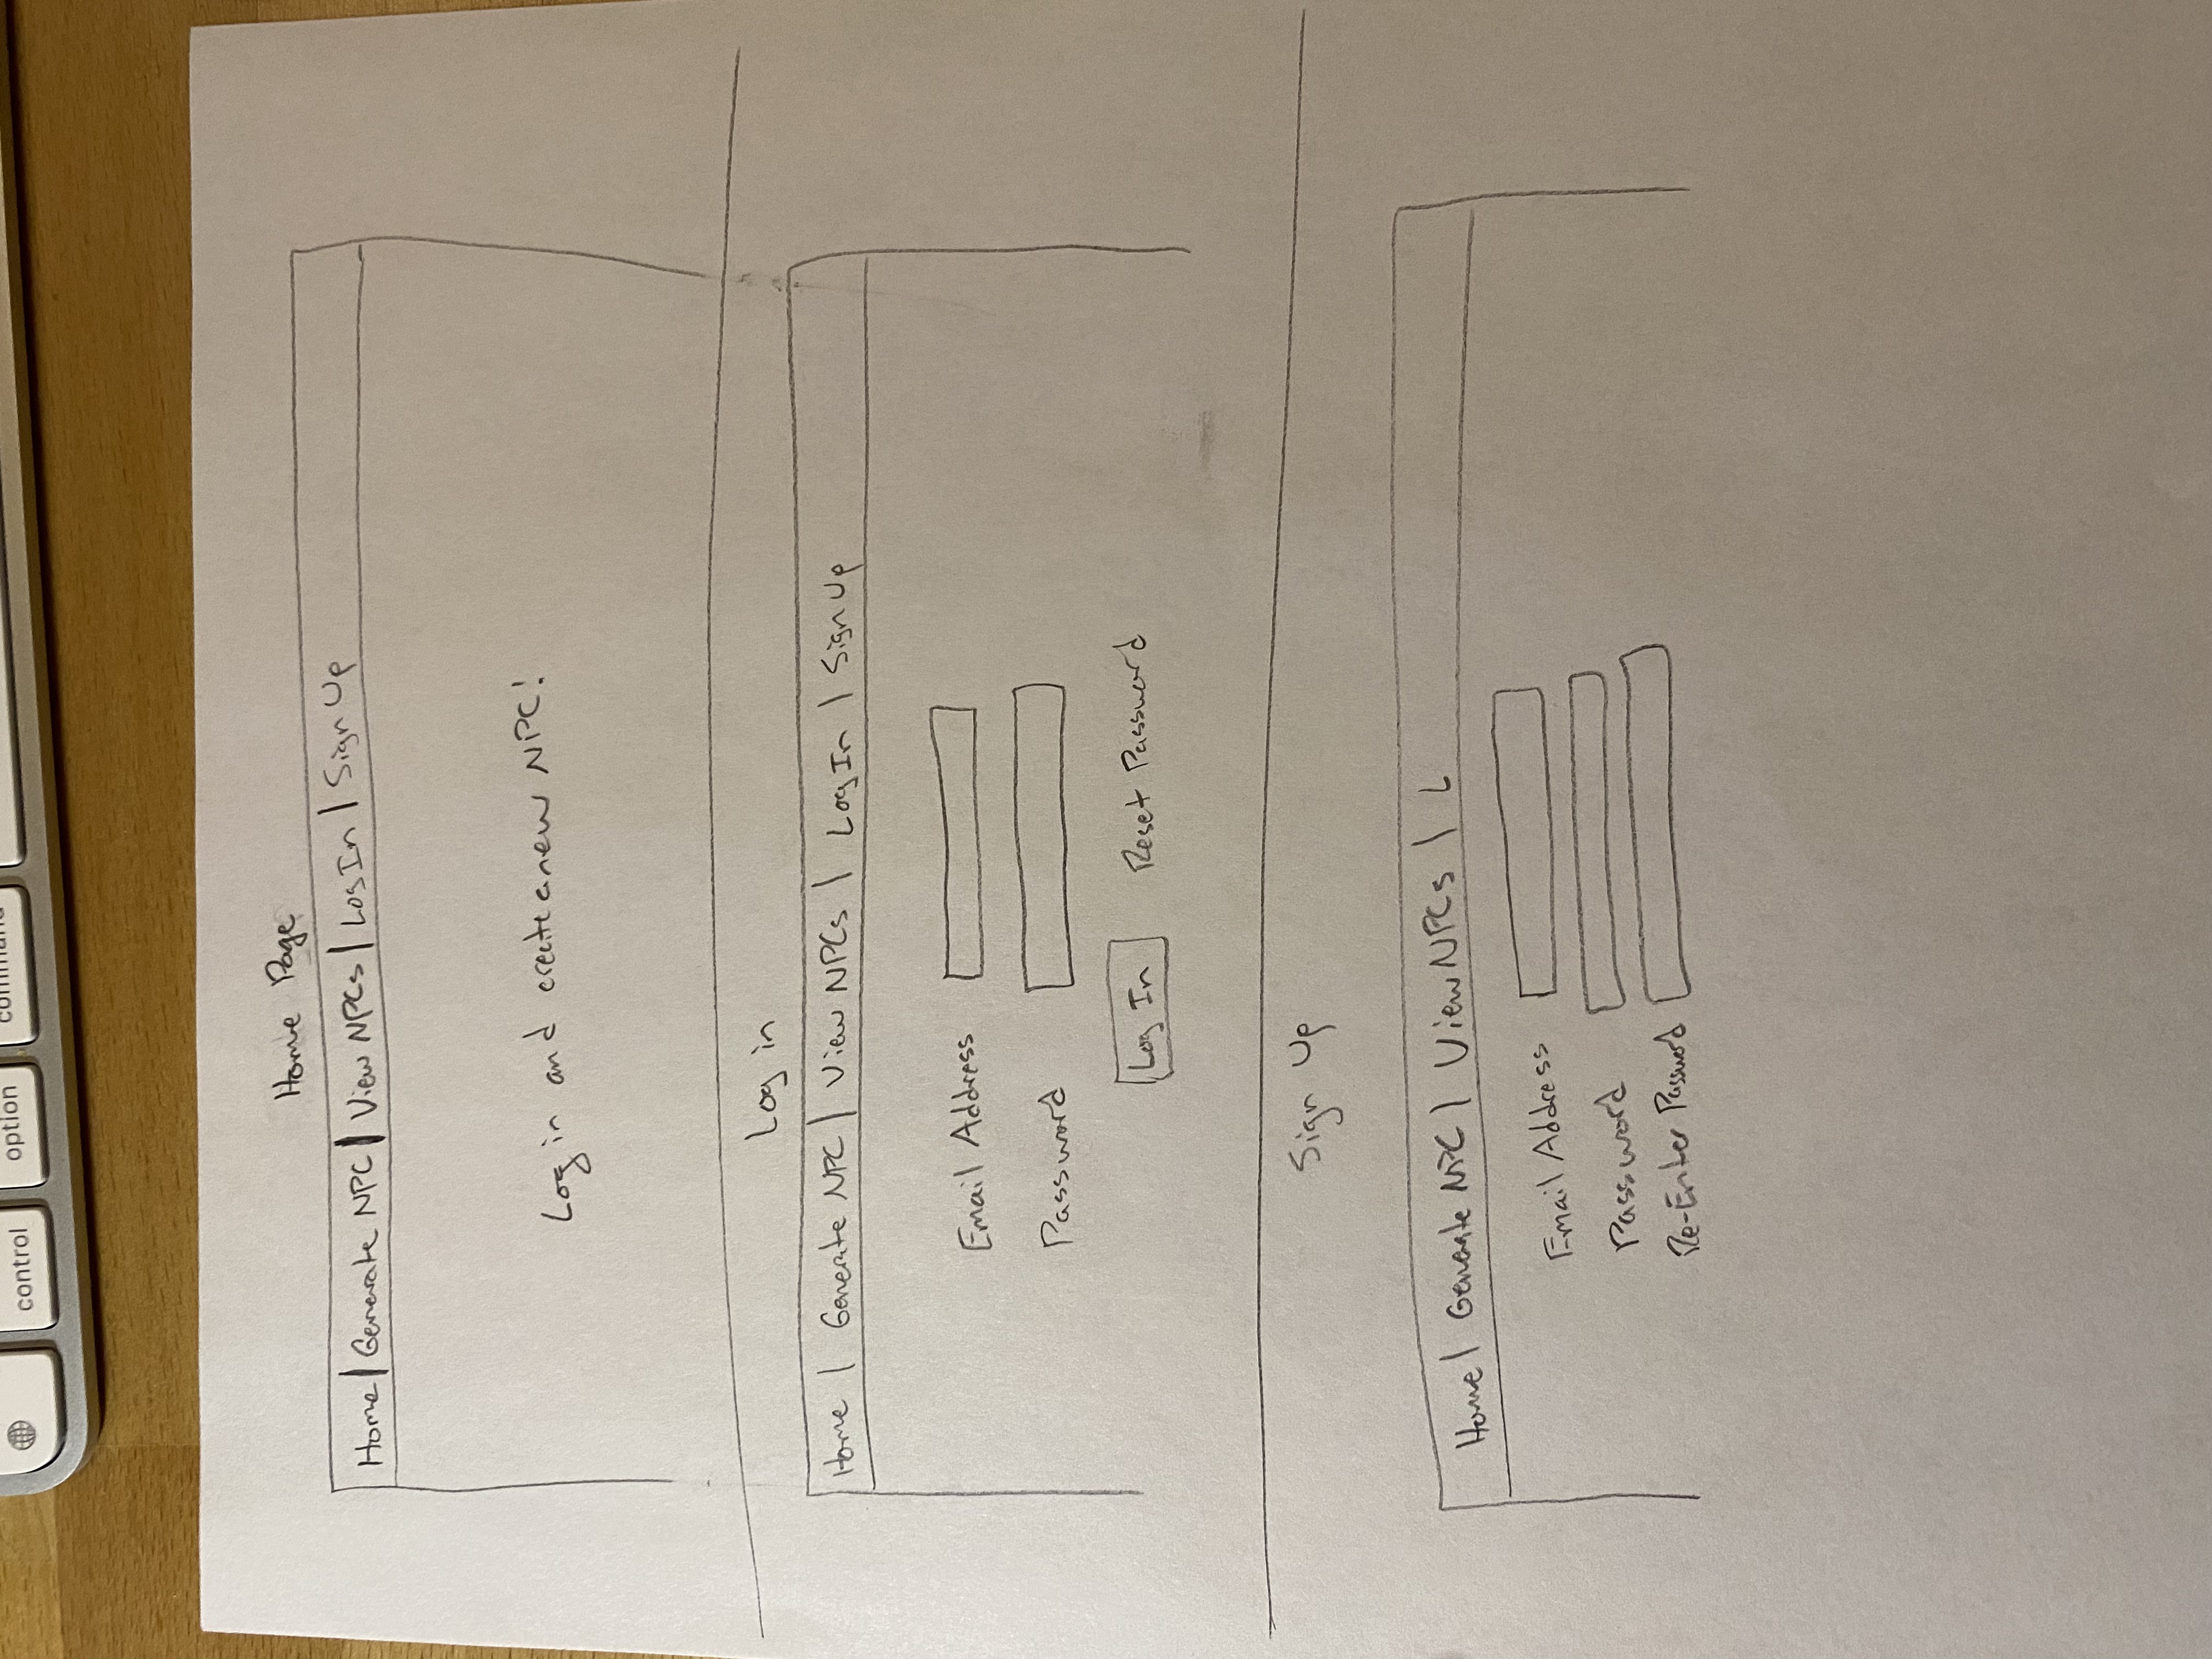 control
option
command
Home Page
Home | Generate NPC | View NPCs | Log In | Sign Up
Log in and create a new NPC!
Log in
Home | Generate NPC | View NPCs | Log In | Sign Up
Email Address
Password
Log In Reset Password
Sign Up
Home | Generate NPC | View NPCs | L
Email Address
Password
Re-Enter Password